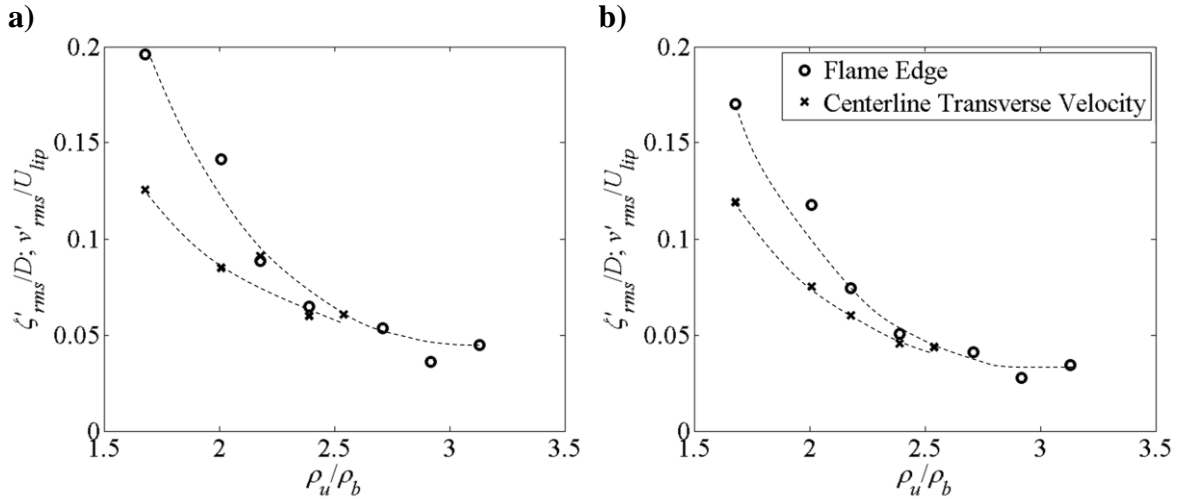 a)
0.2
0.15
0.1
0.05
0
1.5
2
2.5
3
3.5
ρu/ρb
ζ'rms/D; v'rms/Ulip
b)
0.2
0.15
0.1
0.05
0
1.5
2
2.5
3
3.5
ρu/ρb
ζ'rms/D; v'rms/Ulip
Flame Edge
Centerline Transverse Velocity